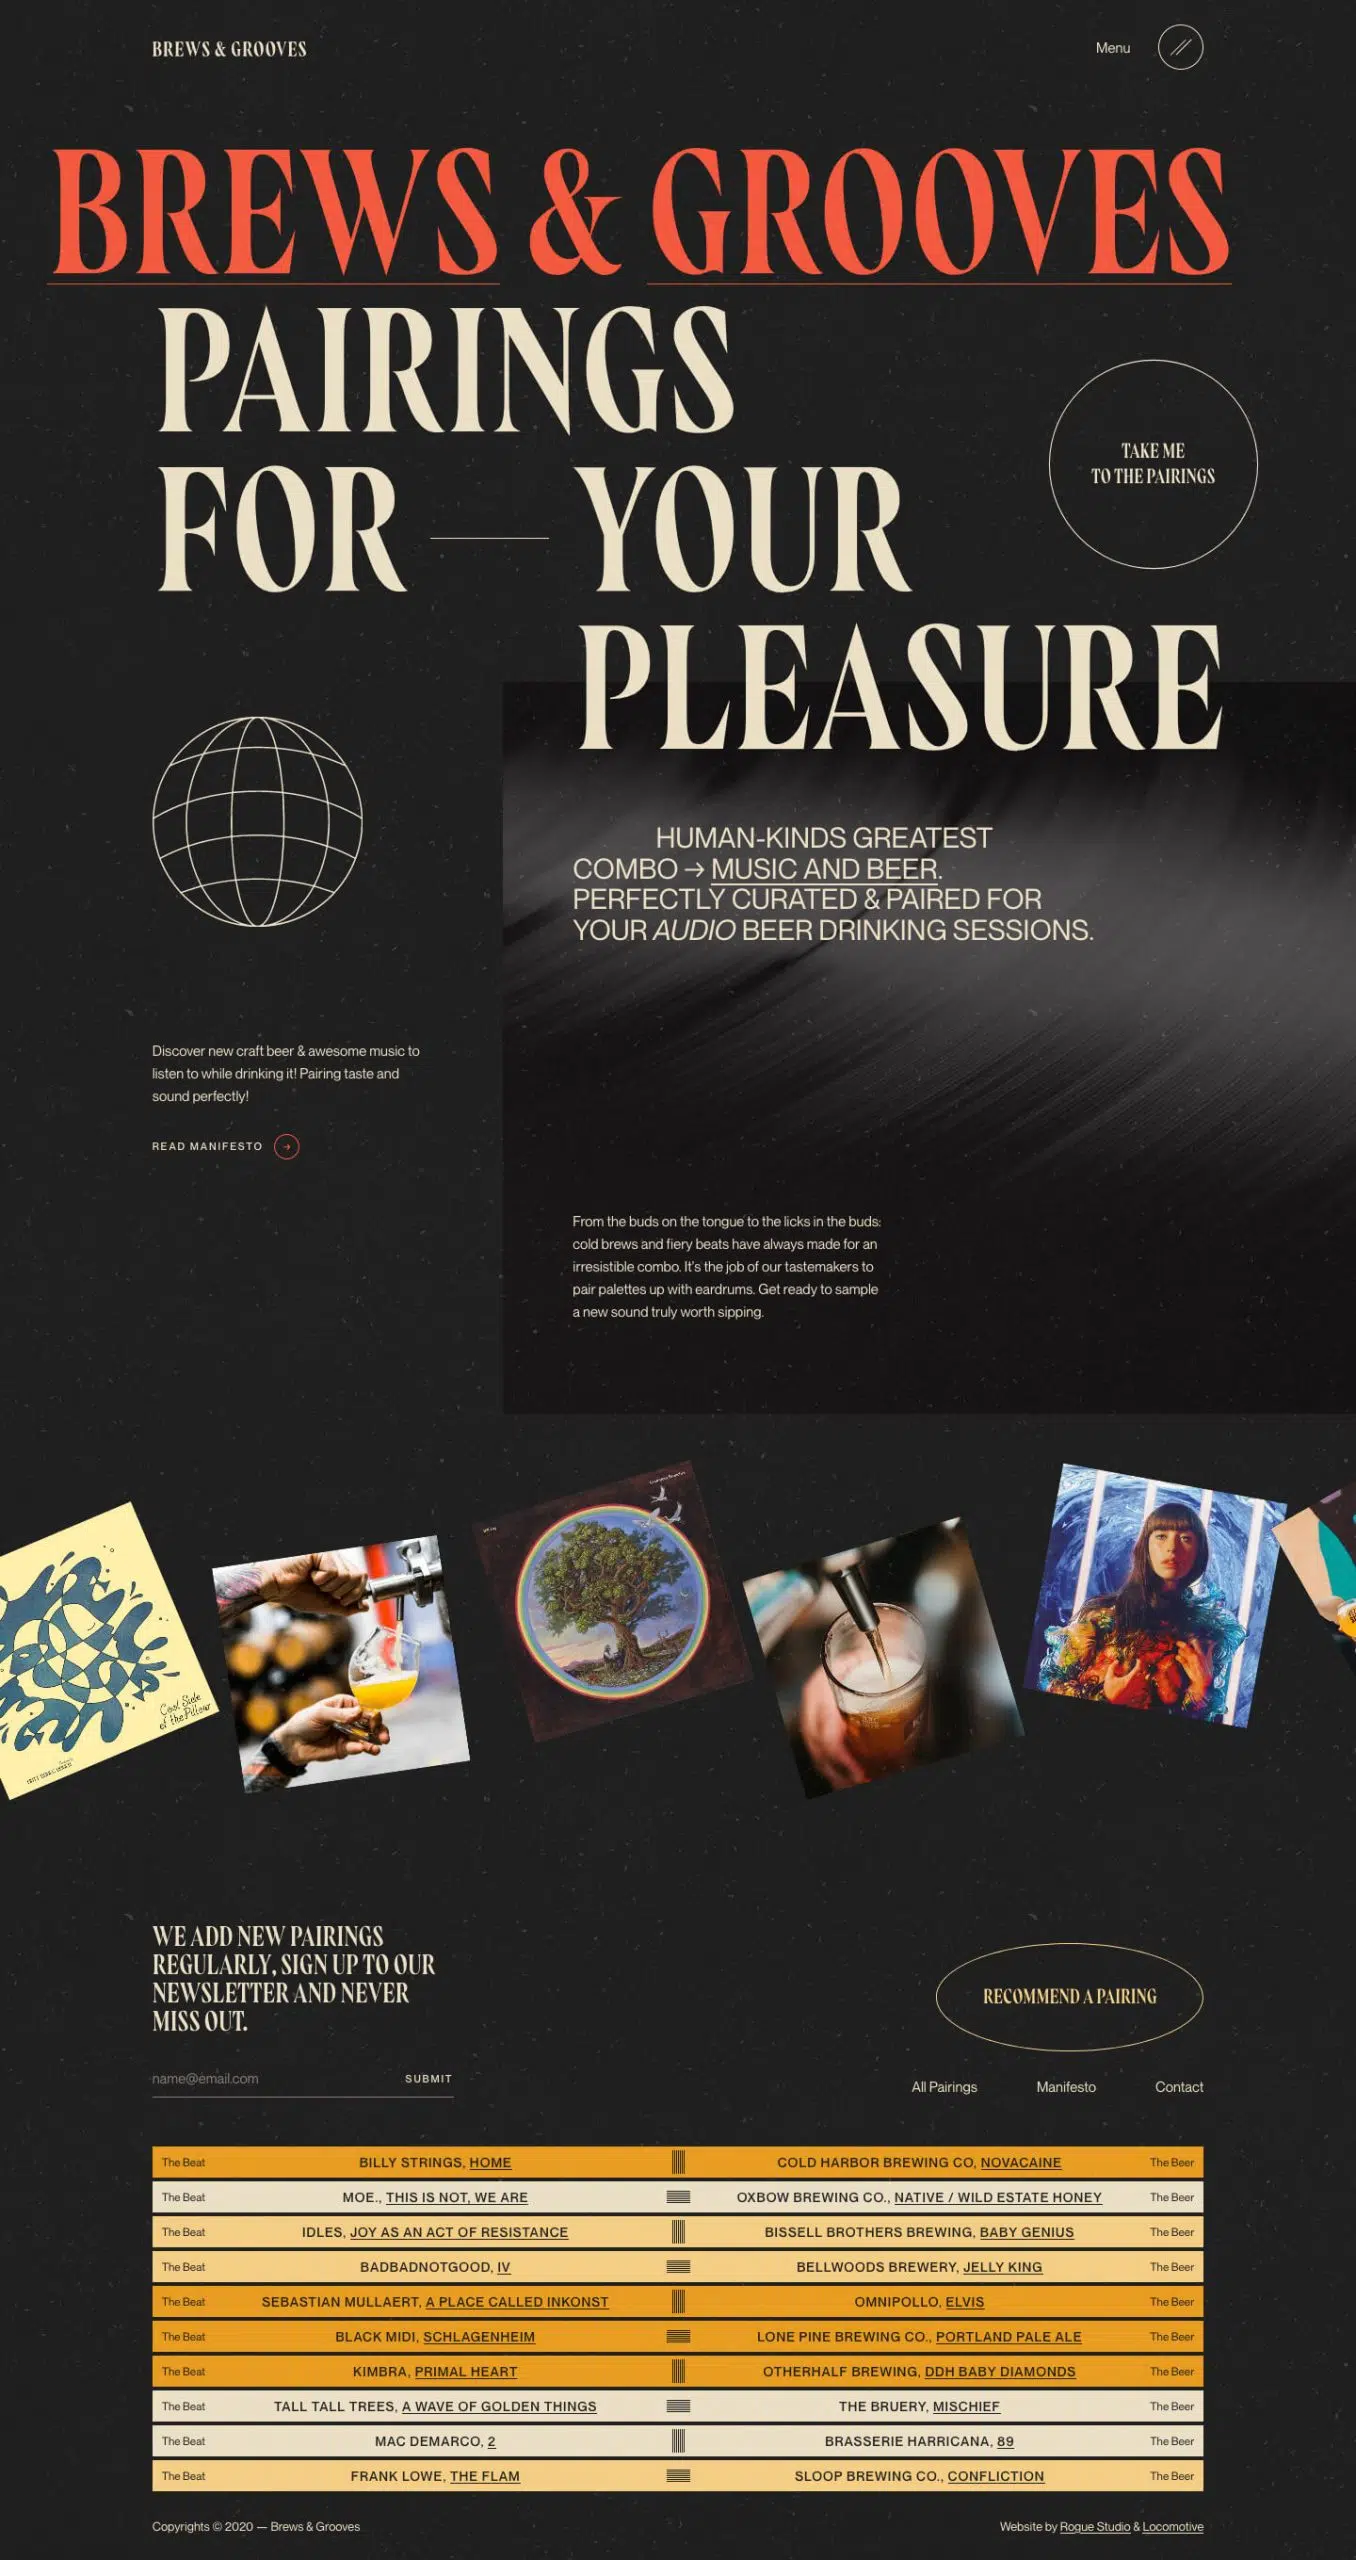 BREWS & GROOVES
Menu
BREWS & GROOVES
PAIRINGS
FOR — YOUR
PLEASURE
TAKE ME
TO THE PAIRINGS
HUMAN-KINDS GREATEST
COMBO → MUSIC AND BEER.
PERFECTLY CURATED & PAIRED FOR
YOUR AUDIO BEER DRINKING SESSIONS.
Discover new craft beer & awesome music to
listen to while drinking it! Pairing taste and
sound perfectly!
READ MANIFESTO →
From the buds on the tongue to the licks in the buds:
cold brews and fiery beats have always made for an
irresistible combo. It's the job of our tastemakers to
pair palettes up with eardrums. Get ready to sample
a new sound truly worth sipping.
Cool Side
of the Pillow
WE ADD NEW PAIRINGS
REGULARLY, SIGN UP TO OUR
NEWSLETTER AND NEVER
MISS OUT.
name@email.com SUBMIT
RECOMMEND A PAIRING
All Pairings Manifesto Contact
The Beat BILLY STRINGS, HOME COLD HARBOR BREWING CO, NOVACAINE The Beer
The Beat MOE., THIS IS NOT, WE ARE OXBOW BREWING CO., NATIVE / WILD ESTATE HONEY The Beer
The Beat IDLES, JOY AS AN ACT OF RESISTANCE BISSELL BROTHERS BREWING, BABY GENIUS The Beer
The Beat BADBADNOTGOOD, IV BELLWOODS BREWERY, JELLY KING The Beer
The Beat SEBASTIAN MULLAERT, A PLACE CALLED INKONST OMNIPOLLO, ELVIS The Beer
The Beat BLACK MIDI, SCHLAGENHEIM LONE PINE BREWING CO., PORTLAND PALE ALE The Beer
The Beat KIMBRA, PRIMAL HEART OTHERHALF BREWING, DDH BABY DIAMONDS The Beer
The Beat TALL TALL TREES, A WAVE OF GOLDEN THINGS THE BRUERY, MISCHIEF The Beer
The Beat MAC DEMARCO, 2 BRASSERIE HARRICANA, 89 The Beer
The Beat FRANK LOWE, THE FLAM SLOOP BREWING CO., CONFLICTION The Beer
Copyrights © 2020 — Brews & Grooves
Website by Rogue Studio & Locomotive